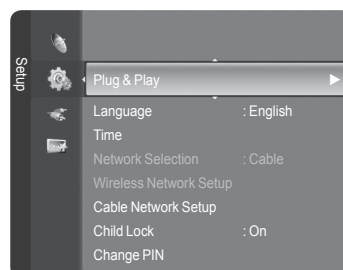 Setup
Plug & Play
Language : English
Time
Network Selection : Cable
Wireless Network Setup
Cable Network Setup
Child Lock : On
Change PIN